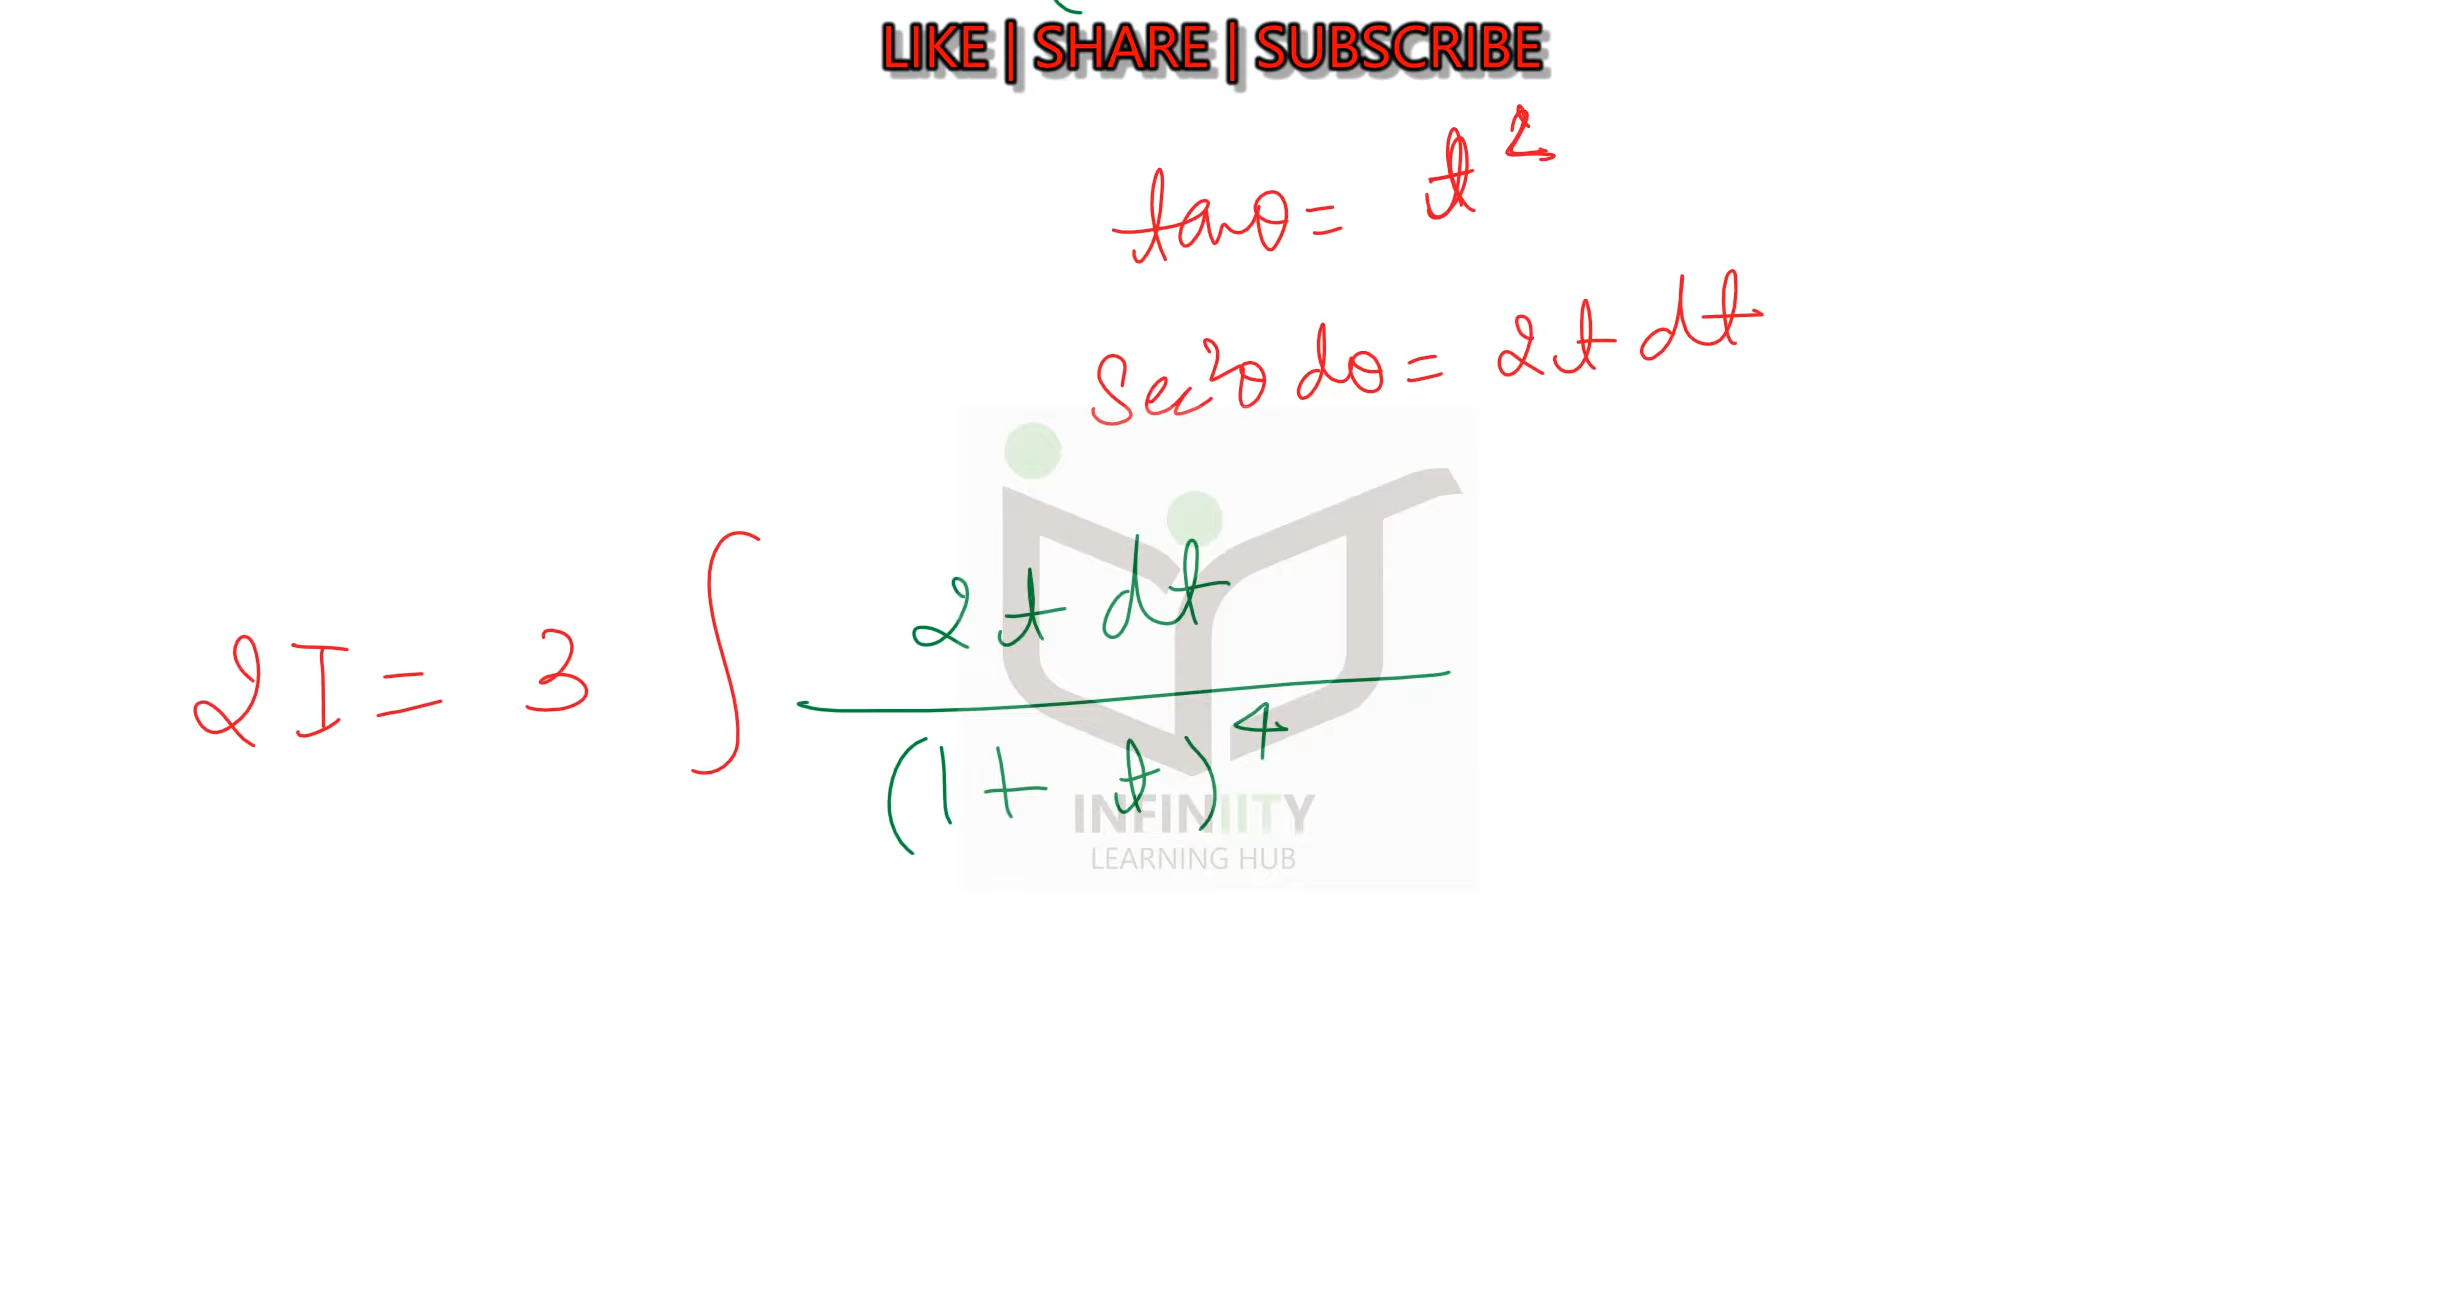 LIKE | SHARE | SUBSCRIBE
tanθ = t²
Sec²θ dθ = 2t dt
2I = 3 ∫ 2t dt / (1 + t)⁴
INFINIITY
LEARNING HUB